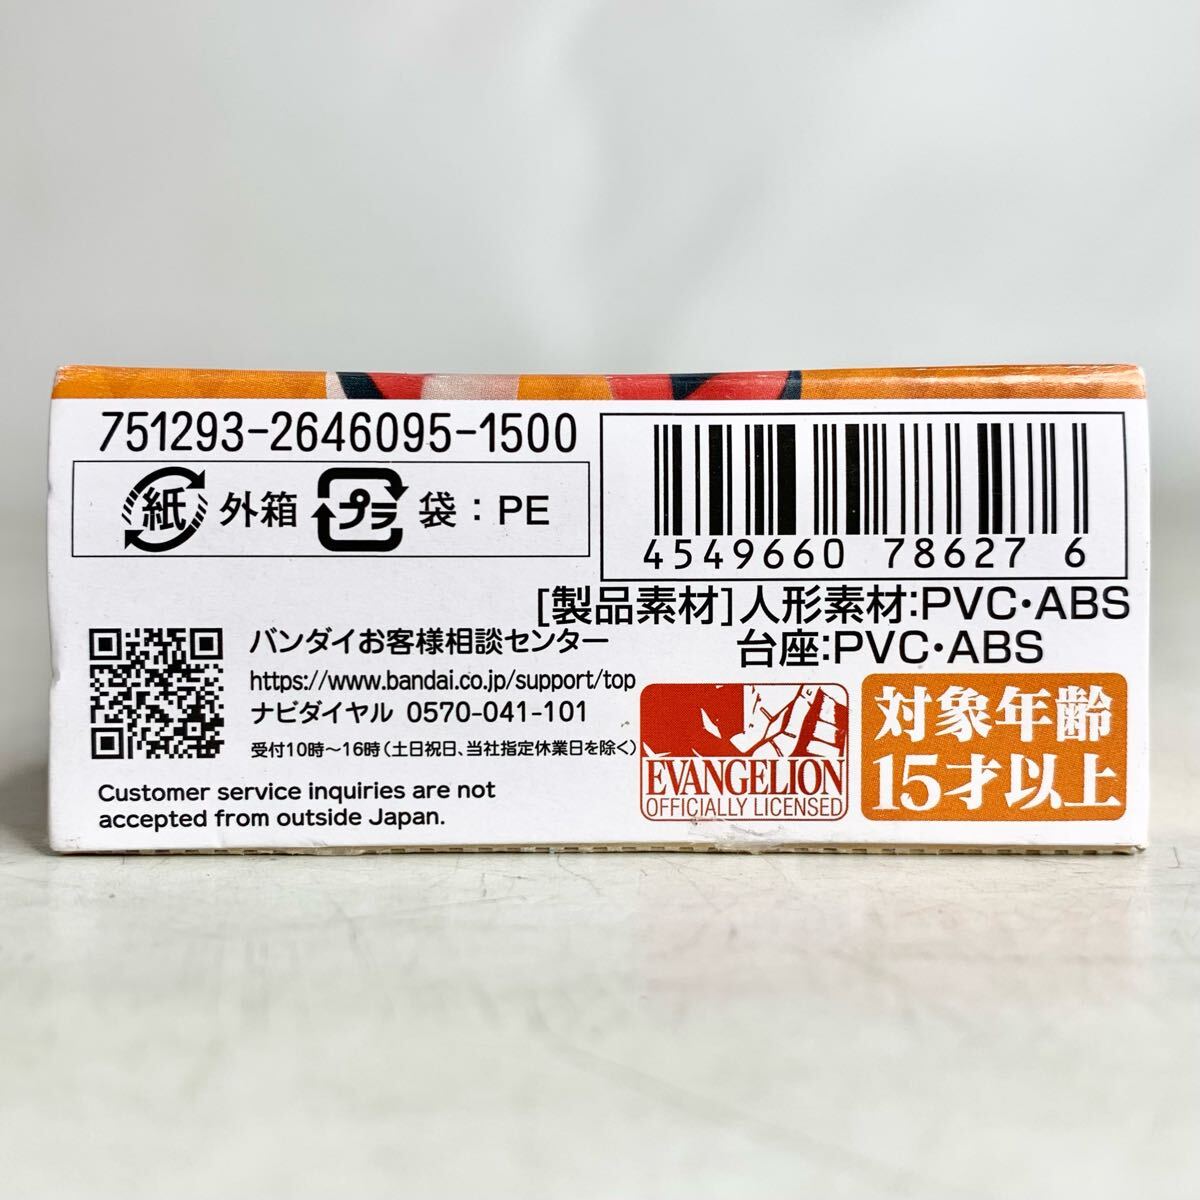 751293-2646095-1500
紙 外箱 プラ 袋：PE
4549660 786276
[製品素材]人形素材:PVC・ABS
台座:PVC・ABS
バンダイお客様相談センター
https://www.bandai.co.jp/support/top
ナビダイヤル 0570-041-101
受付10時～16時(土日祝日、当社指定休業日を除く)
Customer service inquiries are not
accepted from outside Japan.
EVANGELION
OFFICIALLY LICENSED
対象年齢
15才以上